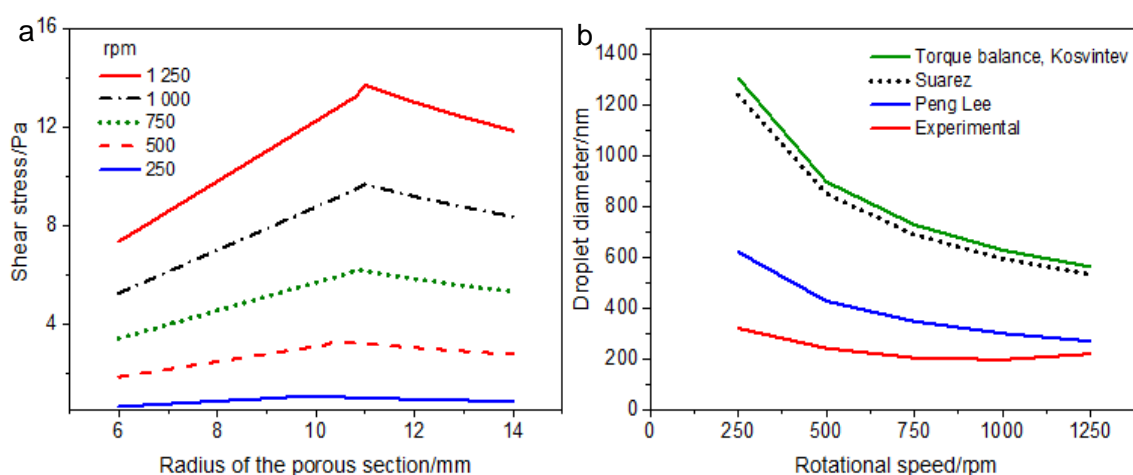 a
Shear stress/Pa
16
12
8
4
rpm
1 250
1 000
750
500
250
6
8
10
12
14
Radius of the porous section/mm
b
Droplet diameter/nm
1400
1200
1000
800
600
400
200
0
Torque balance, Kosvintev
Suarez
Peng Lee
Experimental
0
250
500
750
1000
1250
Rotational speed/rpm